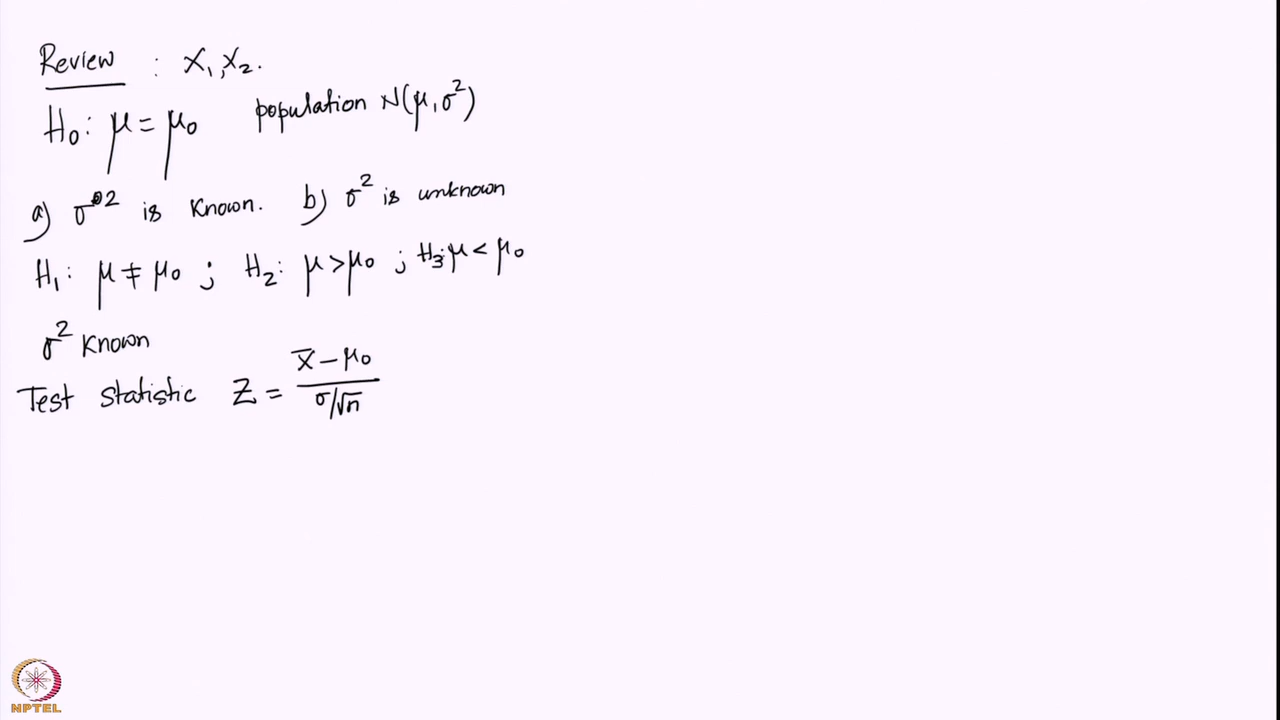 Review : X₁, X₂.
H₀: μ = μ₀ population N(μ, σ²)
a) σ² is known. b) σ² is unknown
H₁: μ ≠ μ₀ ; H₂: μ > μ₀ ; H₃: μ < μ₀
σ² known
Test statistic Z = (X̄ − μ₀) / (σ/√n)
NPTEL